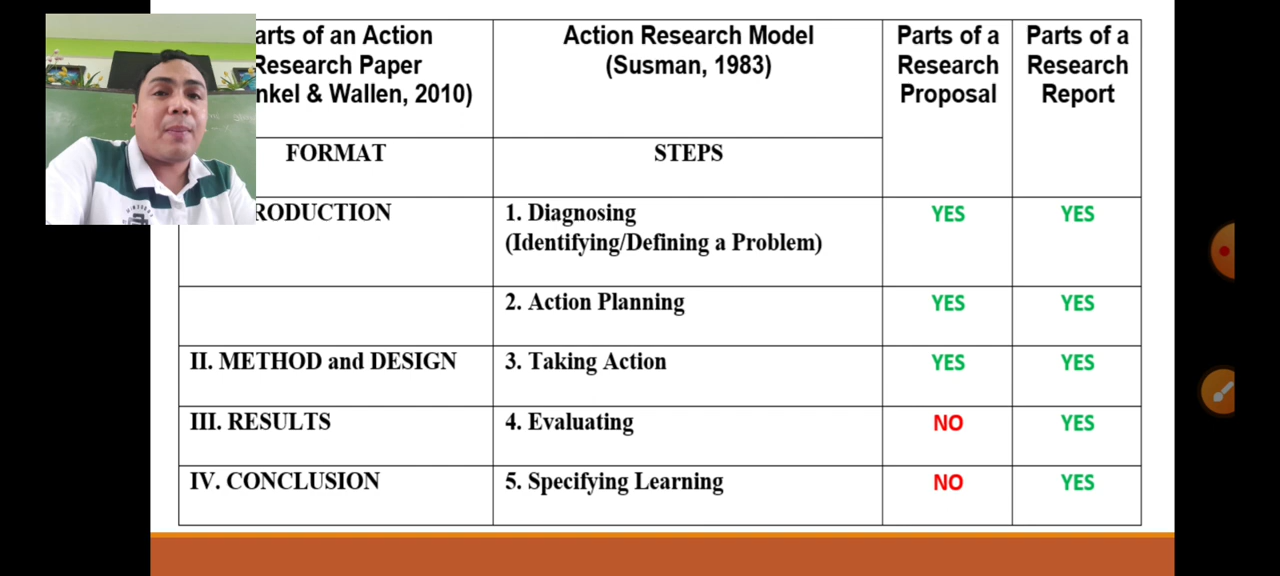 arts of an Action
Research Paper
nkel & Wallen, 2010)
Action Research Model
(Susman, 1983)
Parts of a
Research
Proposal
Parts of a
Research
Report
FORMAT
STEPS
RODUCTION
1. Diagnosing
(Identifying/Defining a Problem)
YES
YES
2. Action Planning
YES
YES
II. METHOD and DESIGN
3. Taking Action
YES
YES
III. RESULTS
4. Evaluating
NO
YES
IV. CONCLUSION
5. Specifying Learning
NO
YES